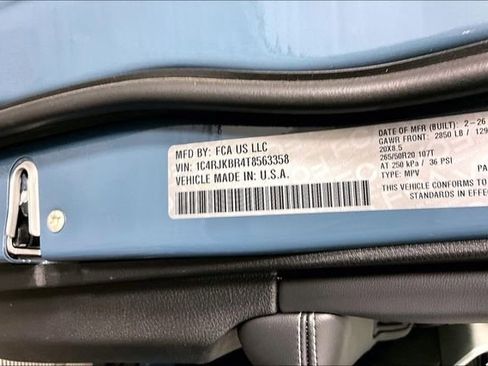 MFD BY: FCA US LLC
VIN: 1C4RJKBR4T8563358
VEHICLE MADE IN: U.S.A.
DATE OF MFR (BUILT): 2-26
GAWR FRONT: 2850 LB / 129
20X8.5
265/50R20 107T
AT 250 kPa / 36 PSI
TYPE: MPV
THIS VEHICLE CONFORMS TO
STANDARDS IN EFFEC